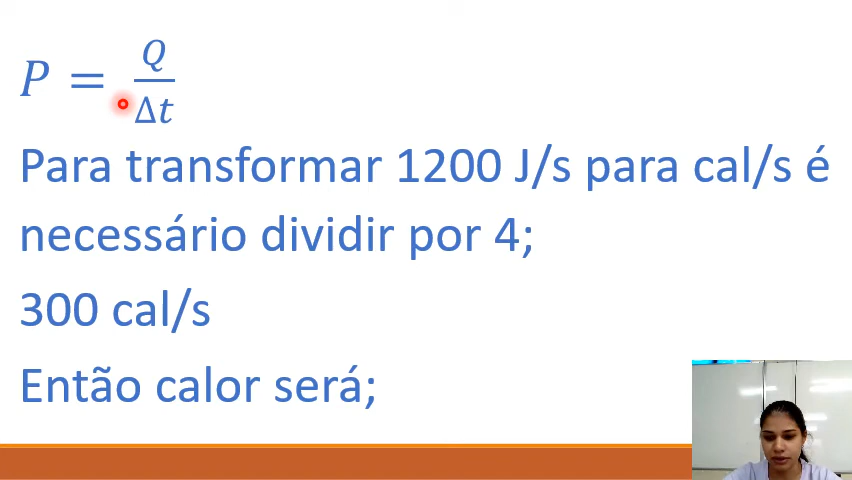 P = Q/Δt
Para transformar 1200 J/s para cal/s é
necessário dividir por 4;
300 cal/s
Então calor será;